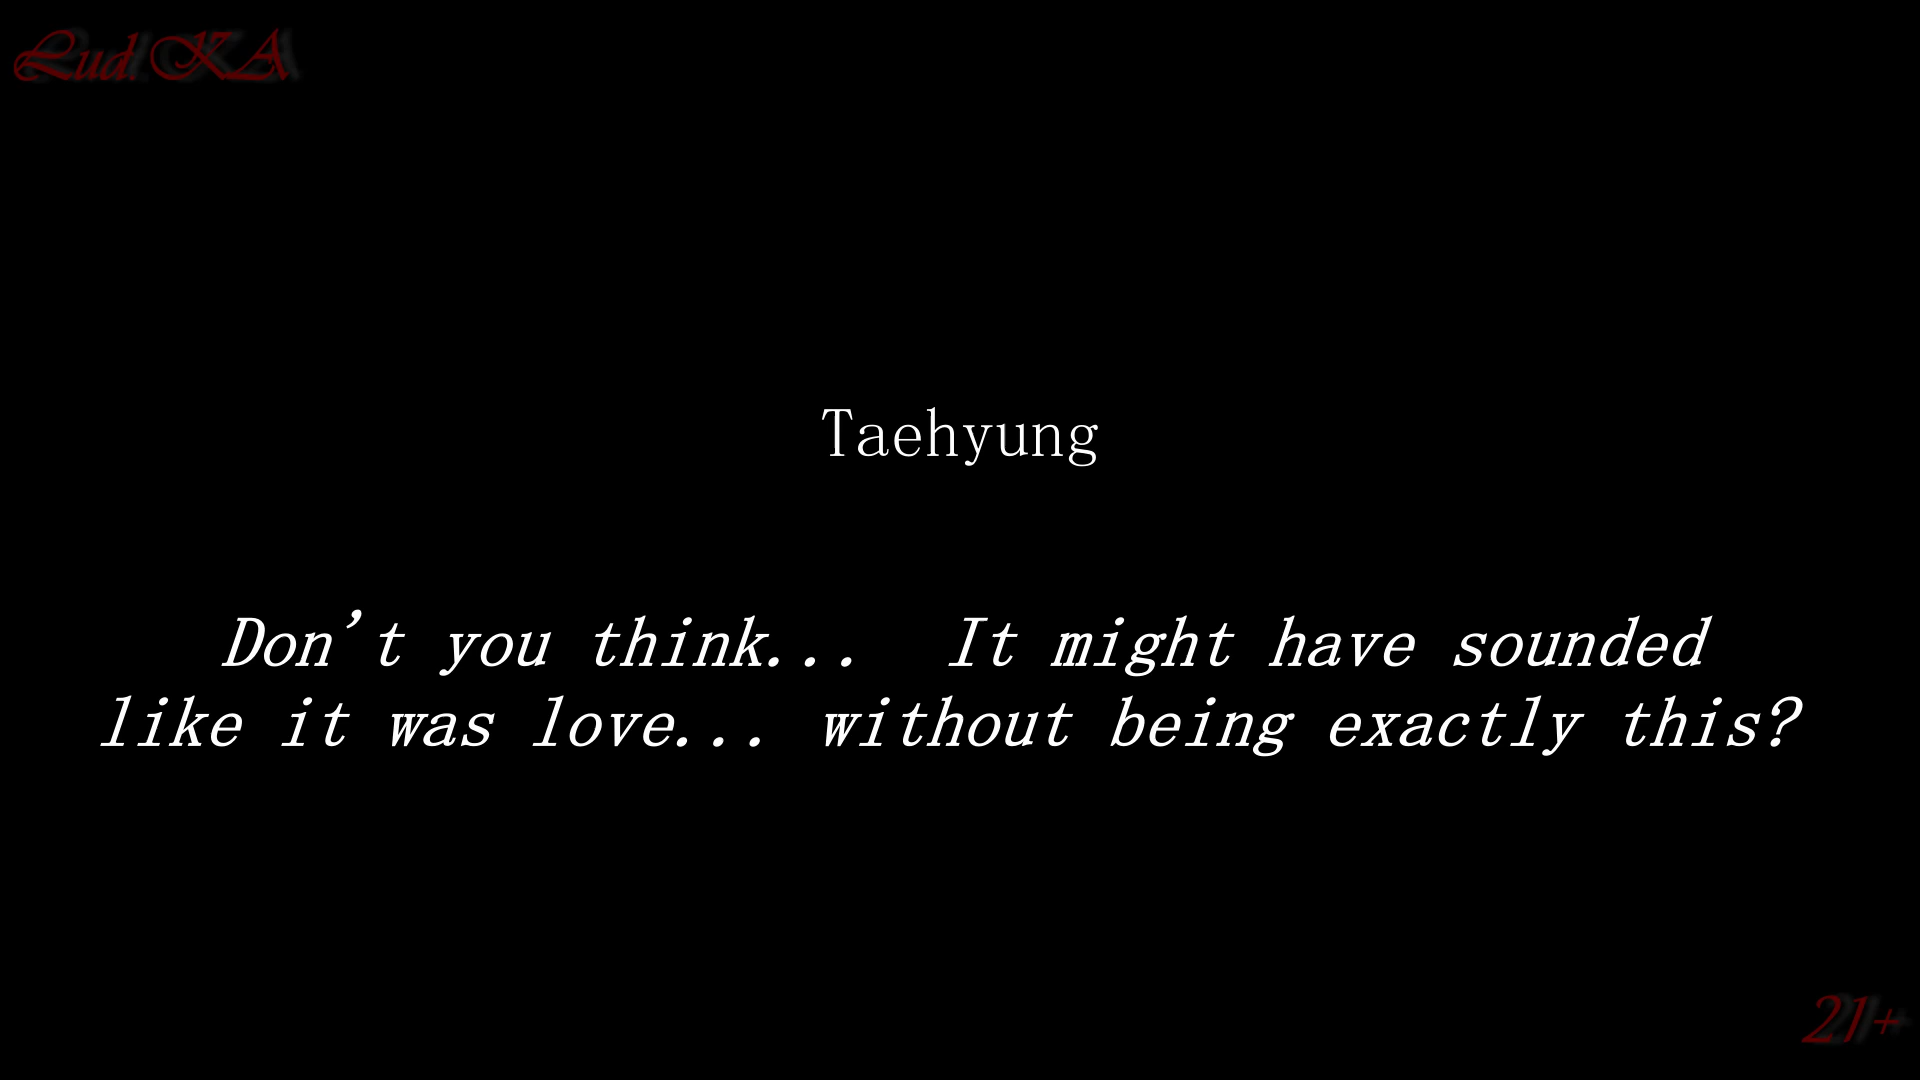 Lud.KA
Taehyung
Don't you think...  It might have sounded
like it was love... without being exactly this?
21+